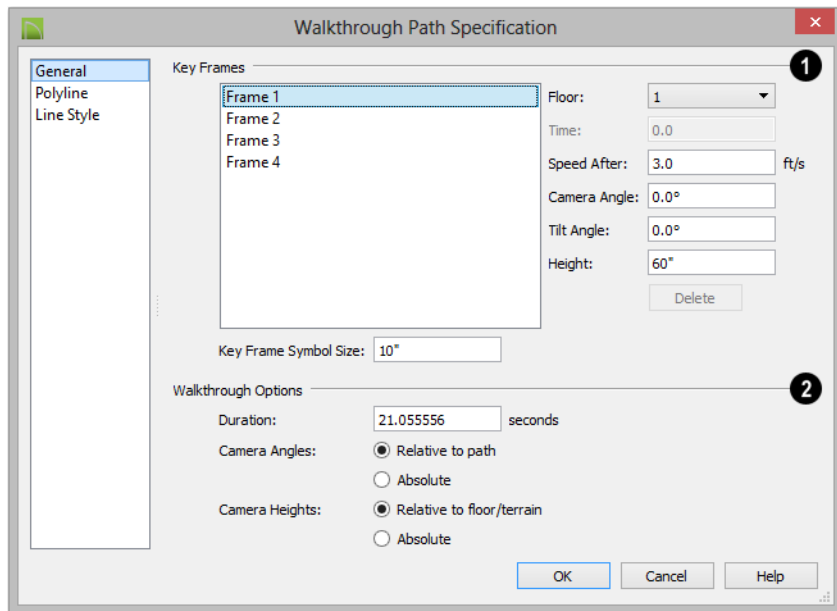 Walkthrough Path Specification
General
Polyline
Line Style
Key Frames
1
Frame 1
Frame 2
Frame 3
Frame 4
Floor: 1
Time: 0.0
Speed After: 3.0 ft/s
Camera Angle: 0.0°
Tilt Angle: 0.0°
Height: 60"
Delete
Key Frame Symbol Size: 10"
Walkthrough Options
2
Duration: 21.055556 seconds
Camera Angles: Relative to path
Absolute
Camera Heights: Relative to floor/terrain
Absolute
OK Cancel Help